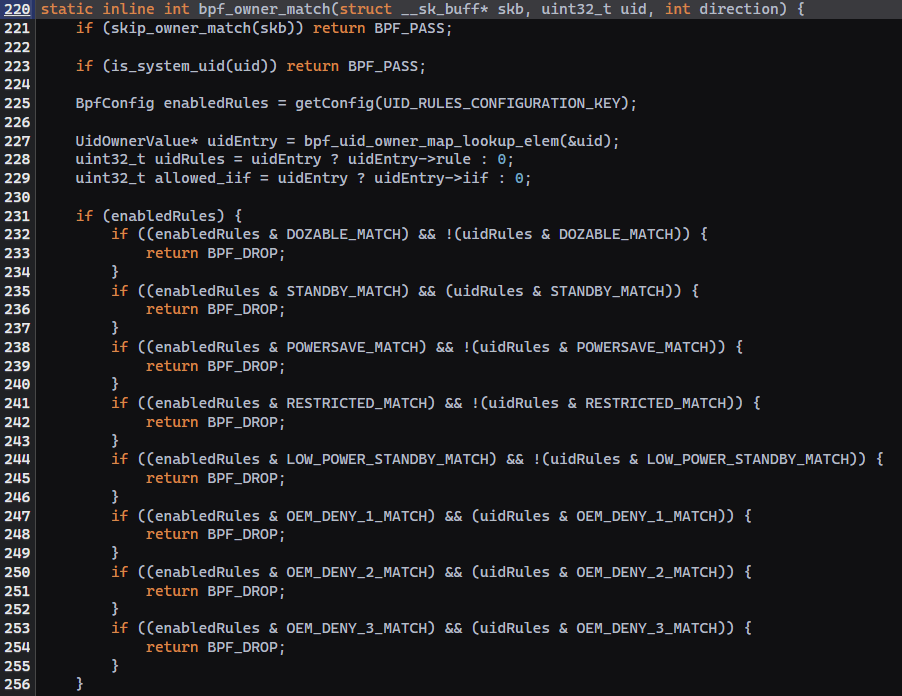 220 static inline int bpf_owner_match(struct __sk_buff* skb, uint32_t uid, int direction) {
221     if (skip_owner_match(skb)) return BPF_PASS;
222
223     if (is_system_uid(uid)) return BPF_PASS;
224
225     BpfConfig enabledRules = getConfig(UID_RULES_CONFIGURATION_KEY);
226
227     UidOwnerValue* uidEntry = bpf_uid_owner_map_lookup_elem(&uid);
228     uint32_t uidRules = uidEntry ? uidEntry->rule : 0;
229     uint32_t allowed_iif = uidEntry ? uidEntry->iif : 0;
230
231     if (enabledRules) {
232         if ((enabledRules & DOZABLE_MATCH) && !(uidRules & DOZABLE_MATCH)) {
233             return BPF_DROP;
234         }
235         if ((enabledRules & STANDBY_MATCH) && (uidRules & STANDBY_MATCH)) {
236             return BPF_DROP;
237         }
238         if ((enabledRules & POWERSAVE_MATCH) && !(uidRules & POWERSAVE_MATCH)) {
239             return BPF_DROP;
240         }
241         if ((enabledRules & RESTRICTED_MATCH) && !(uidRules & RESTRICTED_MATCH)) {
242             return BPF_DROP;
243         }
244         if ((enabledRules & LOW_POWER_STANDBY_MATCH) && !(uidRules & LOW_POWER_STANDBY_MATCH)) {
245             return BPF_DROP;
246         }
247         if ((enabledRules & OEM_DENY_1_MATCH) && (uidRules & OEM_DENY_1_MATCH)) {
248             return BPF_DROP;
249         }
250         if ((enabledRules & OEM_DENY_2_MATCH) && (uidRules & OEM_DENY_2_MATCH)) {
251             return BPF_DROP;
252         }
253         if ((enabledRules & OEM_DENY_3_MATCH) && (uidRules & OEM_DENY_3_MATCH)) {
254             return BPF_DROP;
255         }
256     }